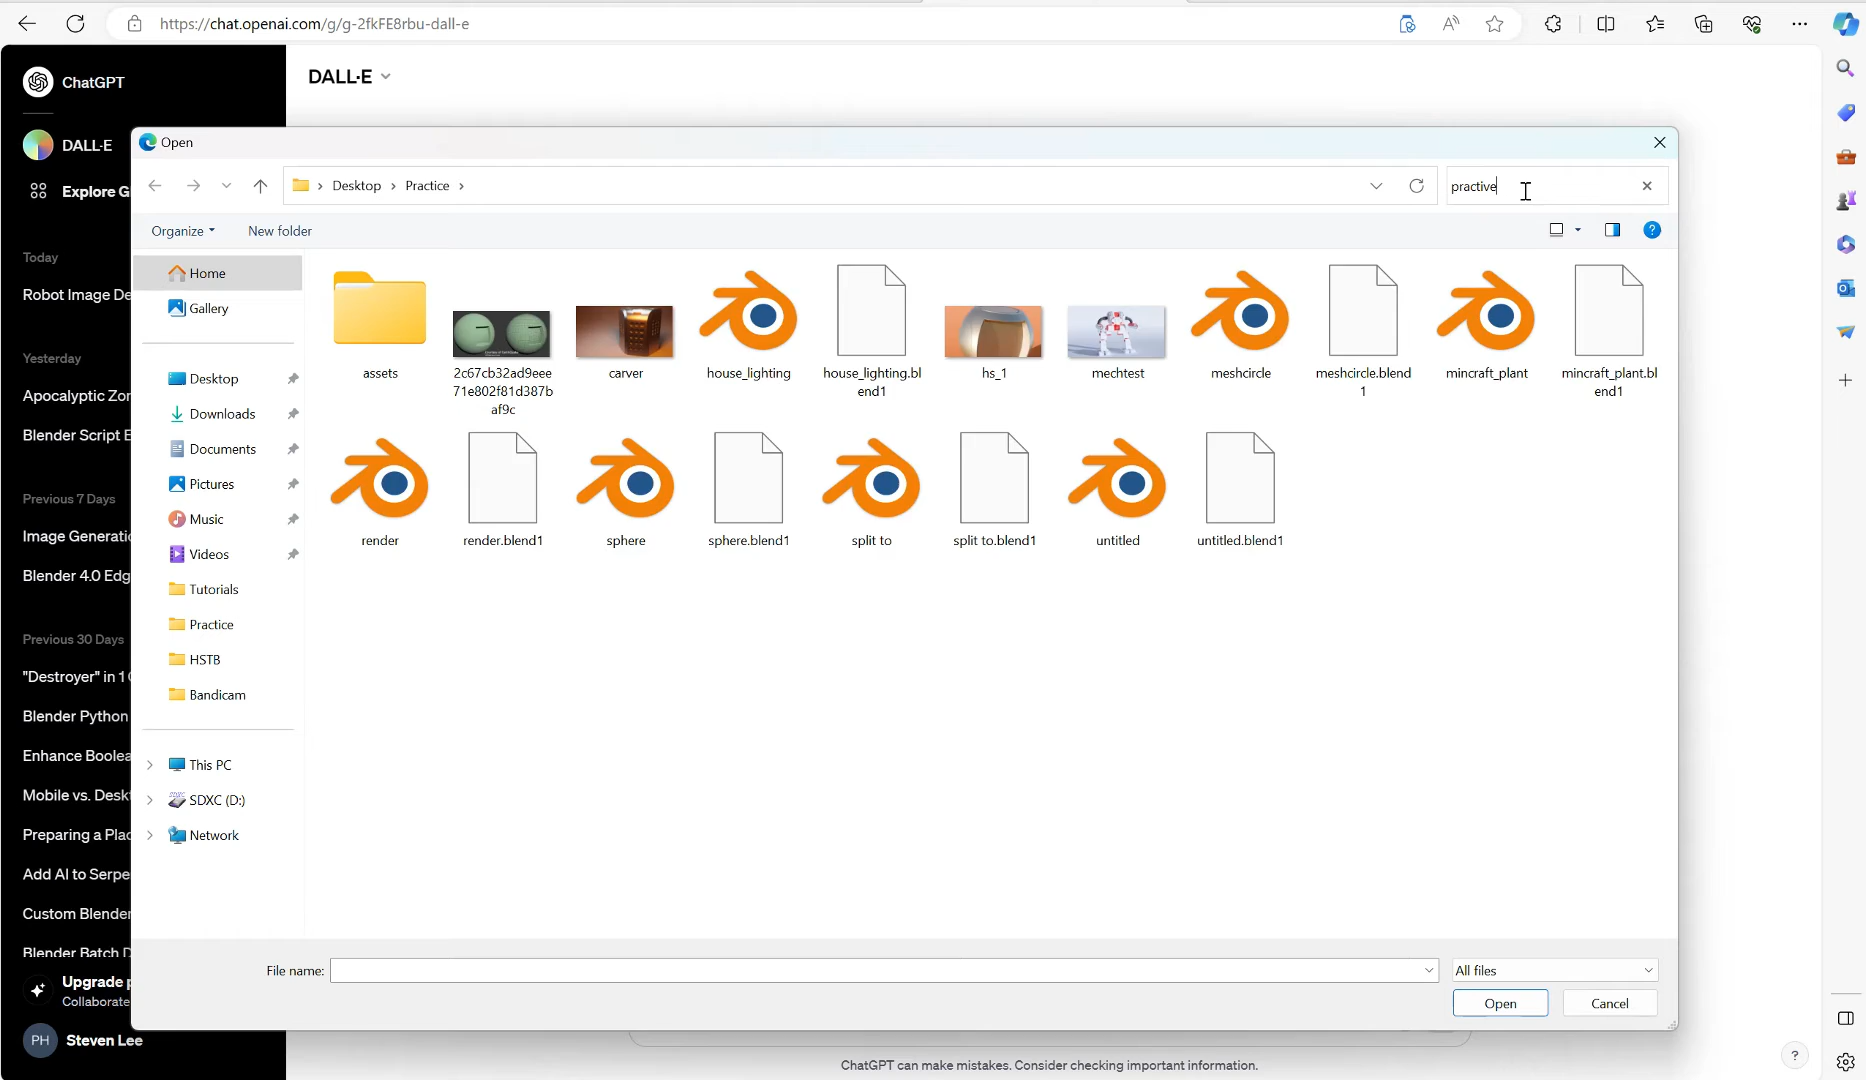 https://chat.openai.com/g/g-2fkFE8rbu-dall-e
ChatGPT
DALL·E
DALL·E
Explore G
Today
Robot Image De
Yesterday
Apocalyptic Zor
Blender Script E
Previous 7 Days
Image Generati
Blender 4.0 Edg
Previous 30 Days
"Destroyer" in 1
Blender Python
Enhance Boolea
Mobile vs. Desk
Preparing a Plac
Add AI to Serpe
Custom Blender
Blender Batch D
Upgrade p
Collaborate
PH Steven Lee
Open
Desktop Practice
practive
Organize New folder
Home
Gallery
Desktop
Downloads
Documents
Pictures
Music
Videos
Tutorials
Practice
HSTB
Bandicam
This PC
SDXC (D:)
Network
assets
2c67cb32ad9eee
71e802f81d387b
af9c
carver
house_lighting
house_lighting.bl
end1
hs_1
mechtest
meshcircle
meshcircle.blend
1
mincraft_plant
mincraft_plant.bl
end1
render
render.blend1
sphere
sphere.blend1
split to
split to.blend1
untitled
untitled.blend1
File name:
All files
Open Cancel
ChatGPT can make mistakes. Consider checking important information.
?